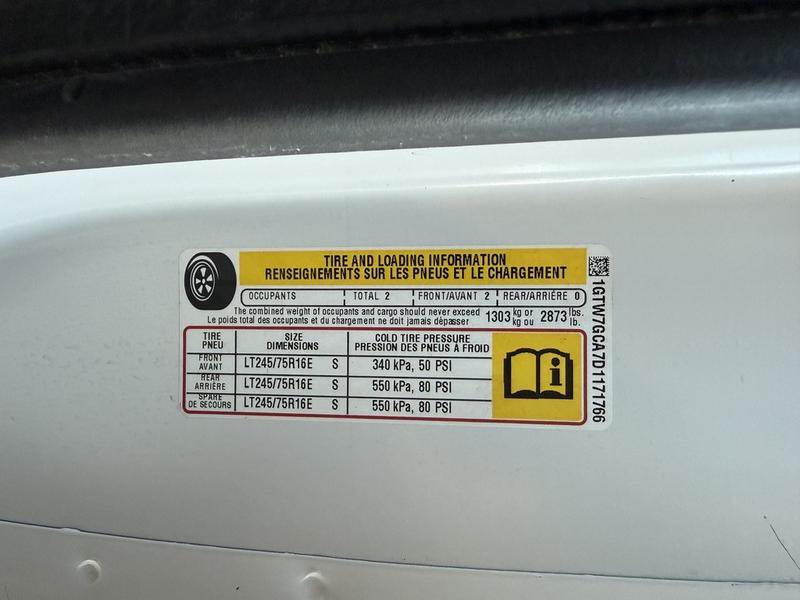 TIRE AND LOADING INFORMATION
RENSEIGNEMENTS SUR LES PNEUS ET LE CHARGEMENT
OCCUPANTS TOTAL 2 FRONT/AVANT 2 REAR/ARRIÈRE 0
The combined weight of occupants and cargo should never exceed 1303 kg or 2873 lbs.
Le poids total des occupants et du chargement ne doit jamais dépasser kg ou lb.
TIRE SIZE COLD TIRE PRESSURE
PNEU DIMENSIONS PRESSION DES PNEUS À FROID
FRONT
AVANT LT245/75R16E S 340 kPa, 50 PSI
REAR
ARRIÈRE LT245/75R16E S 550 kPa, 80 PSI
SPARE
DE SECOURS LT245/75R16E S 550 kPa, 80 PSI
1GTW7GCA7D1171766